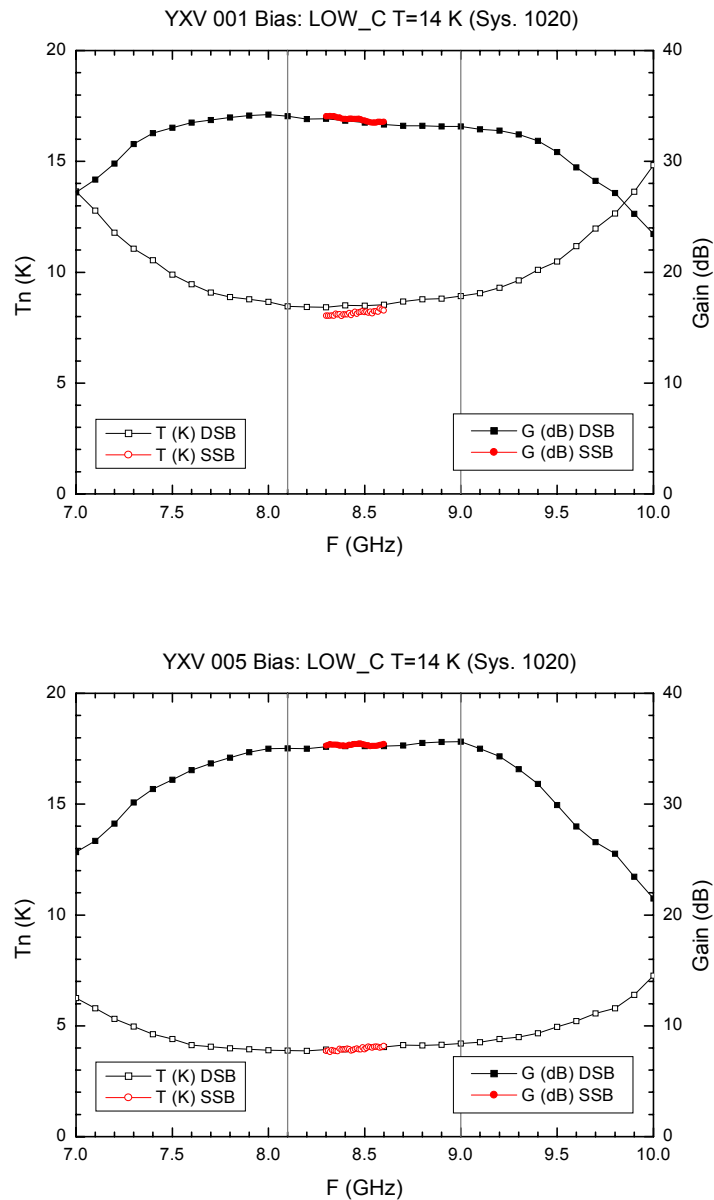 YXV 001 Bias: LOW_C T=14 K (Sys. 1020)
20
15
10
5
0
Tn (K)
40
30
20
10
0
Gain (dB)
T (K) DSB
T (K) SSB
G (dB) DSB
G (dB) SSB
7.0 7.5 8.0 8.5 9.0 9.5 10.0
F (GHz)
YXV 005 Bias: LOW_C T=14 K (Sys. 1020)
20
15
10
5
0
Tn (K)
40
30
20
10
0
Gain (dB)
T (K) DSB
T (K) SSB
G (dB) DSB
G (dB) SSB
7.0 7.5 8.0 8.5 9.0 9.5 10.0
F (GHz)